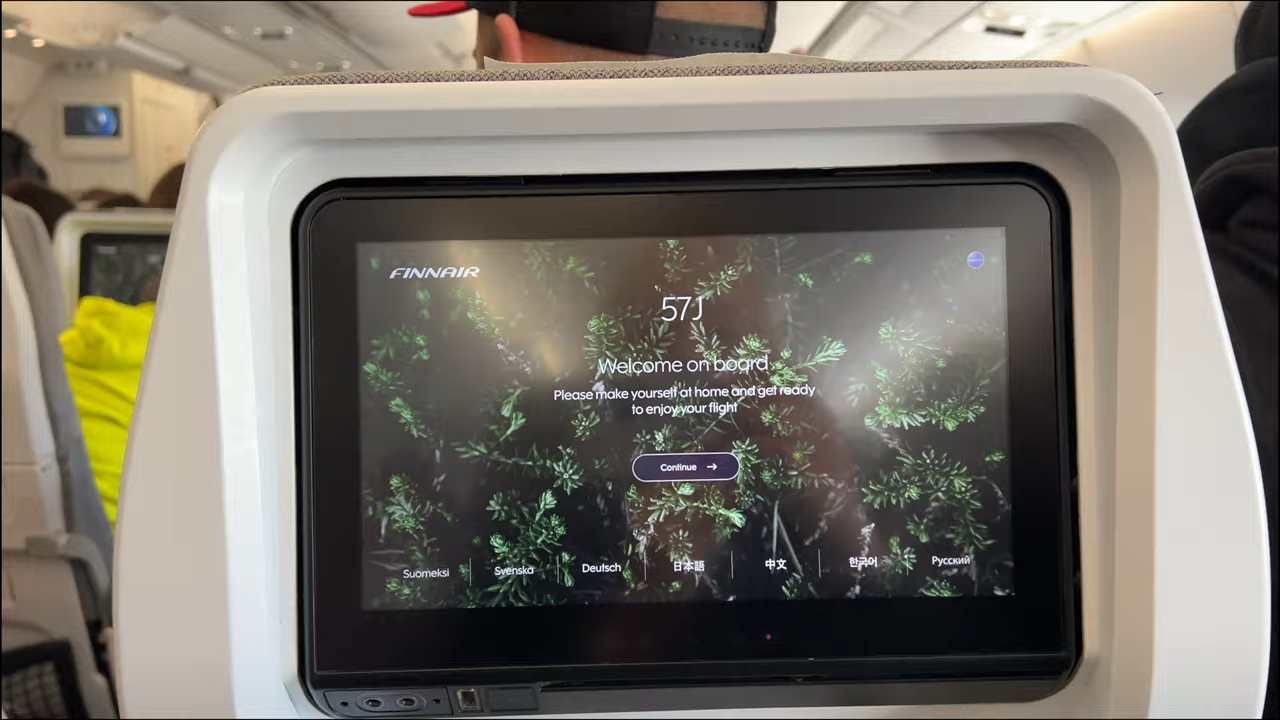 FINNAIR
57J
Welcome on board
Please make yourself at home and get ready
to enjoy your flight
Continue →
Suomeksi
Svenska
Deutsch
日本語
中文
한국어
Русский